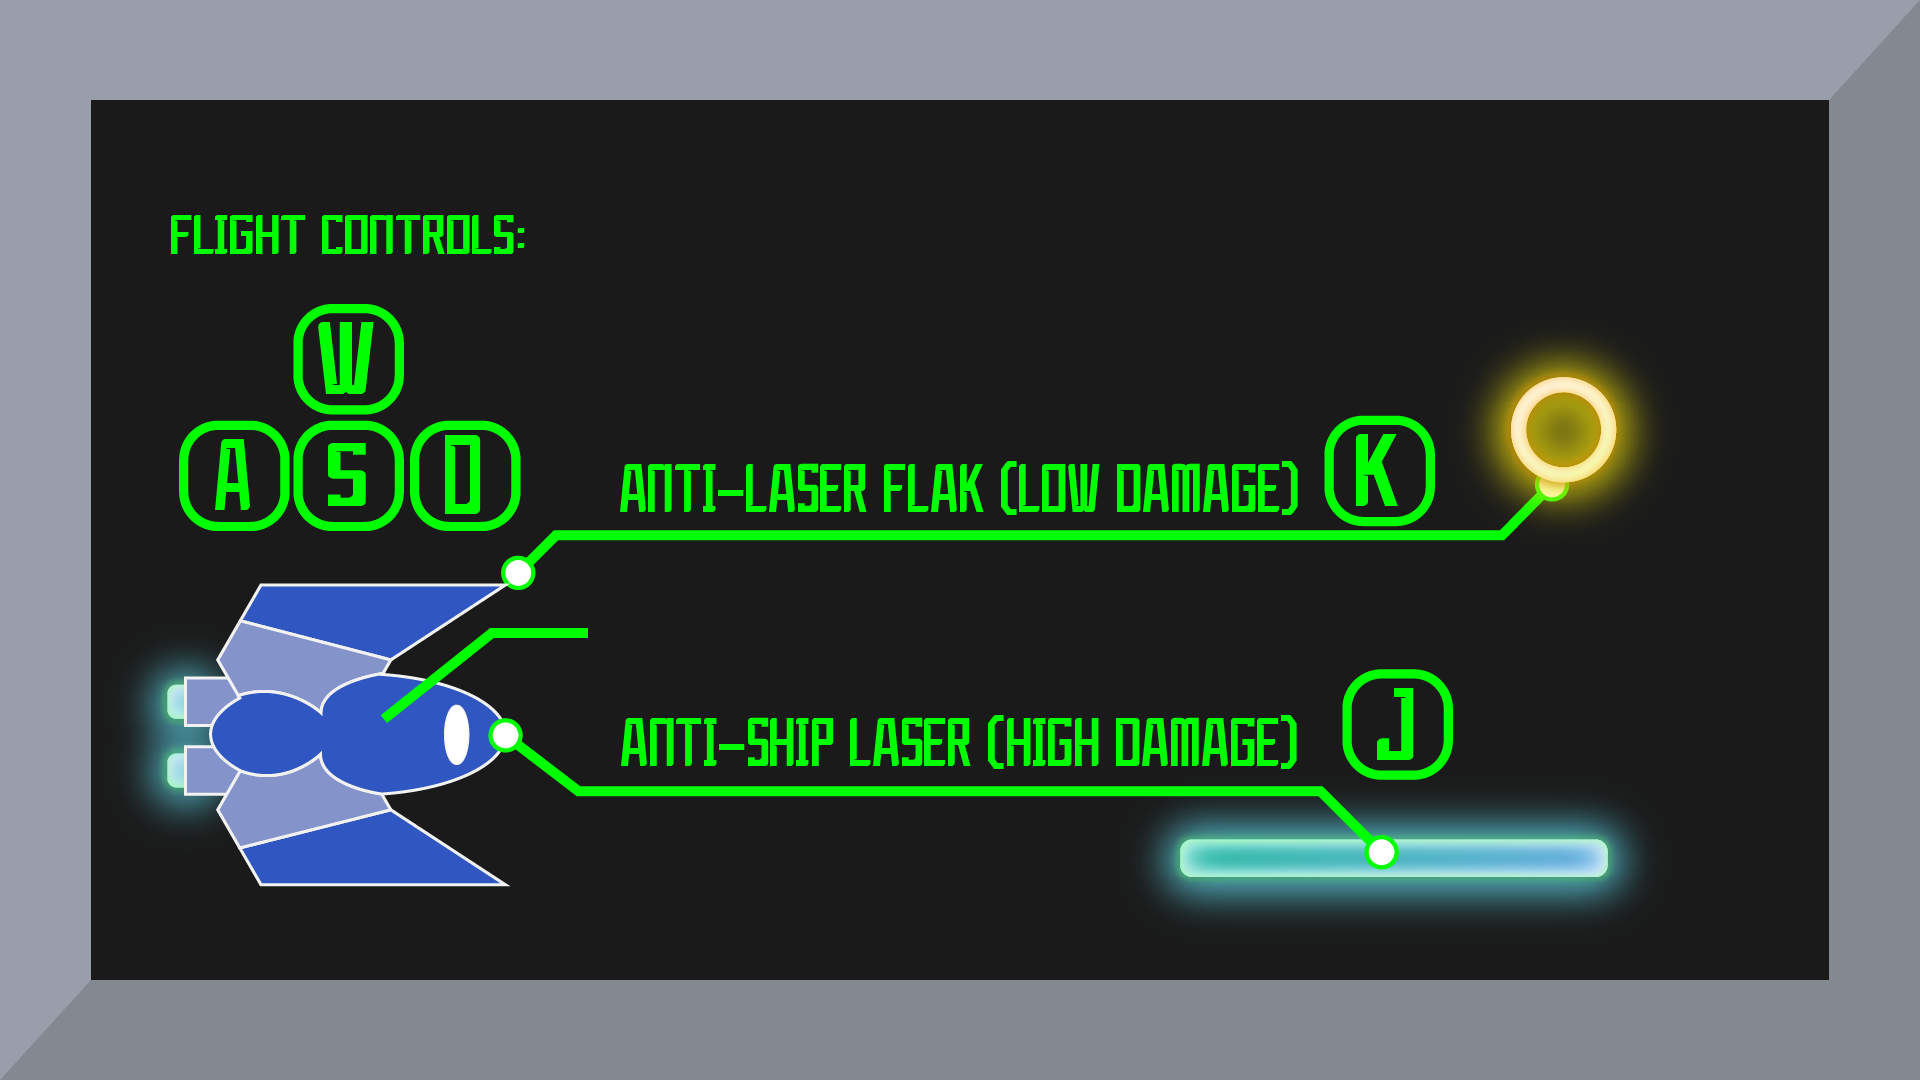 FLIGHT CONTROLS:
W
A S D
ANTI-LASER FLAK (LOW DAMAGE) K
ANTI-SHIP LASER (HIGH DAMAGE) J